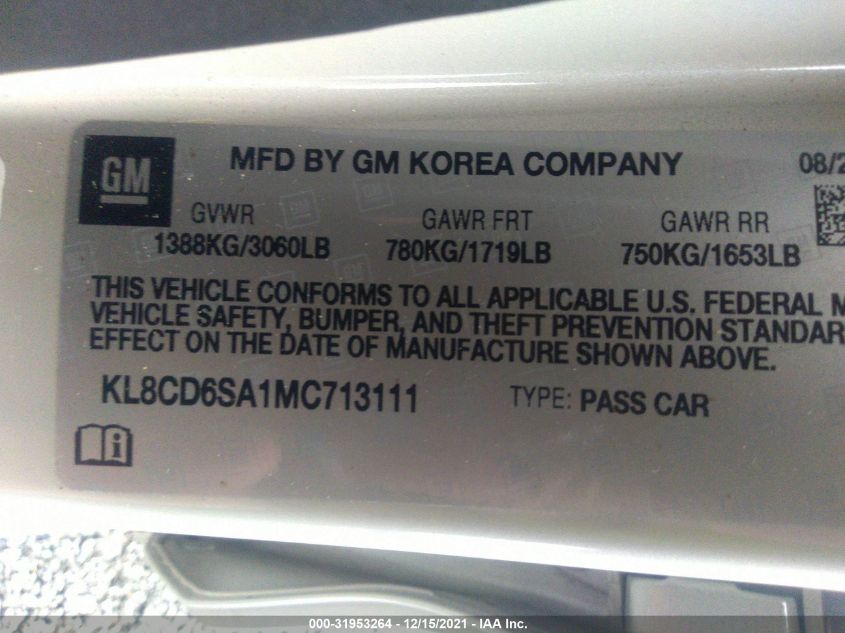 GM
MFD BY GM KOREA COMPANY
08/2
GVWR
GAWR FRT
GAWR RR
1388KG/3060LB
780KG/1719LB
750KG/1653LB
THIS VEHICLE CONFORMS TO ALL APPLICABLE U.S. FEDERAL M
VEHICLE SAFETY, BUMPER, AND THEFT PREVENTION STANDAR
EFFECT ON THE DATE OF MANUFACTURE SHOWN ABOVE.
KL8CD6SA1MC713111
TYPE: PASS CAR
000-31953264 - 12/15/2021 - IAA Inc.